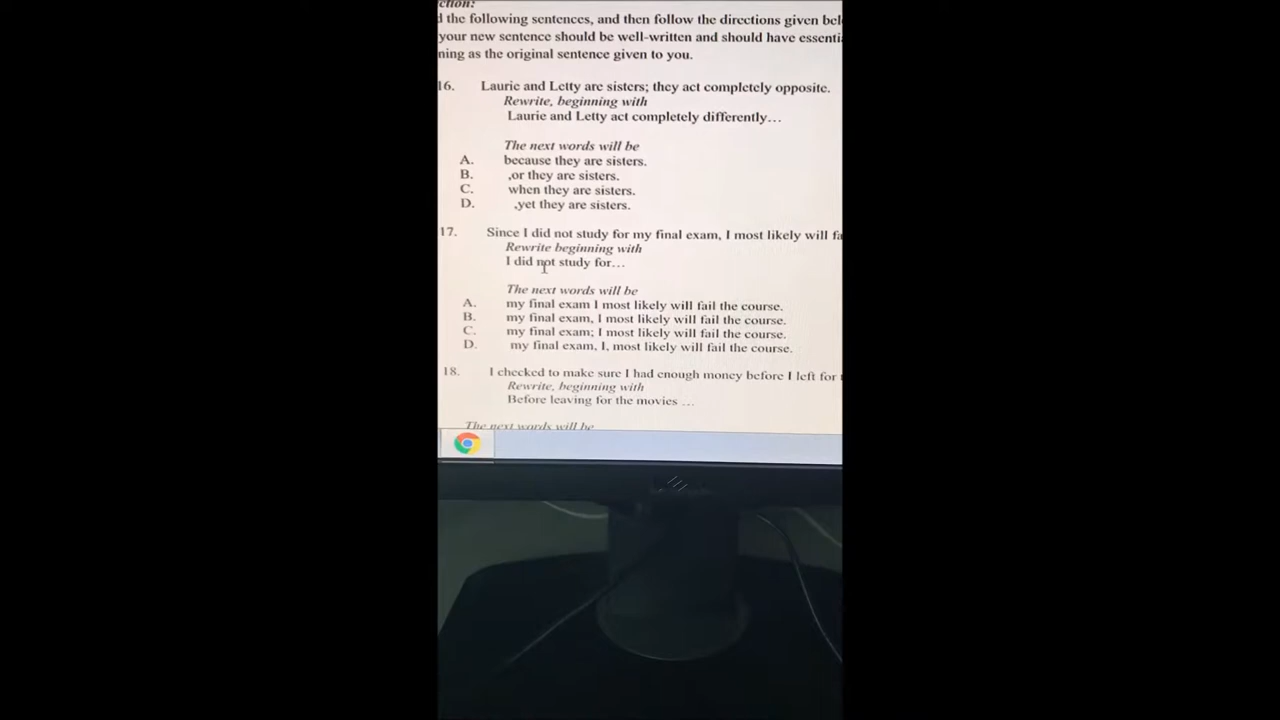 ction:
d the following sentences, and then follow the directions given bel
your new sentence should be well-written and should have essenti
ning as the original sentence given to you.
16. Laurie and Letty are sisters; they act completely opposite.
Rewrite, beginning with
Laurie and Letty act completely differently…
The next words will be
A. because they are sisters.
B. ,or they are sisters.
C. when they are sisters.
D. ,yet they are sisters.
17. Since I did not study for my final exam, I most likely will fa
Rewrite beginning with
I did not study for…
The next words will be
A. my final exam I most likely will fail the course.
B. my final exam, I most likely will fail the course.
C. my final exam; I most likely will fail the course.
D. my final exam, I, most likely will fail the course.
18. I checked to make sure I had enough money before I left for
Rewrite, beginning with
Before leaving for the movies …
The next words will be